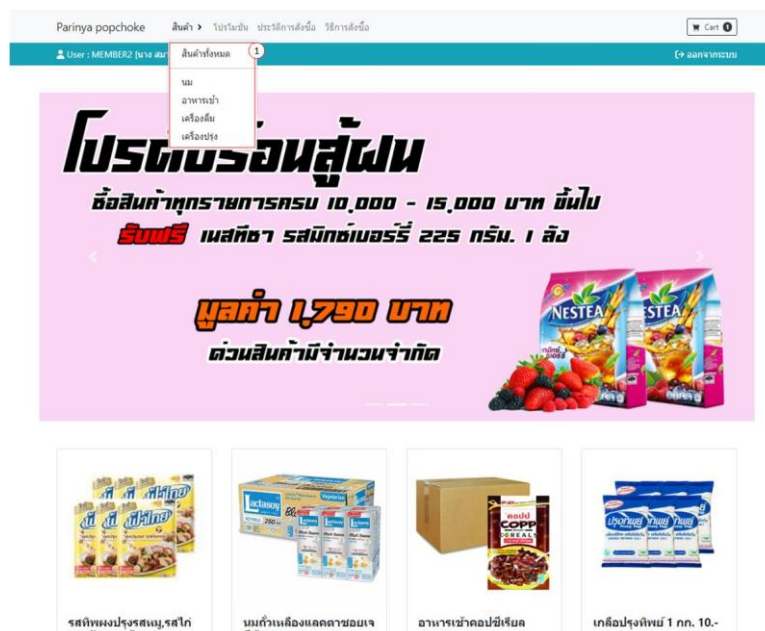 Parinya popchoke สินค้า > โปรโมชั่น ประวัติการสั่งซื้อ วิธีการสั่งซื้อ Cart 1
User : MEMBER2 (นาง สมา ออกจากระบบ
สินค้าทั้งหมด 1
นม
อาหารเช้า
เครื่องดื่ม
เครื่องปรุง
โปรดับร้อนสู้ฝน
ซื้อสินค้าทุกรายการครบ 10,000 - 15,000 บาท ขึ้นไป
รับฟรี เนสทีชา รสมิกซ์เบอร์รี่ 225 กรัม. 1 ลัง
มูลค่า 1,790 บาท
ด่วนสินค้ามีจำนวนจำกัด
NESTEA
ESTEA
ฟ้าไทย
Lactasoy
คอปป์
COPP
CEREAL
ปรุงทิพย์
รสทิพผงปรุงรสหมู,รสไก่
นมถั่วเหลืองแลคตาซอยเจ
อาหารเช้าคอปซีเรียล
เกลือปรุงทิพย์ 1 กก. 10.-